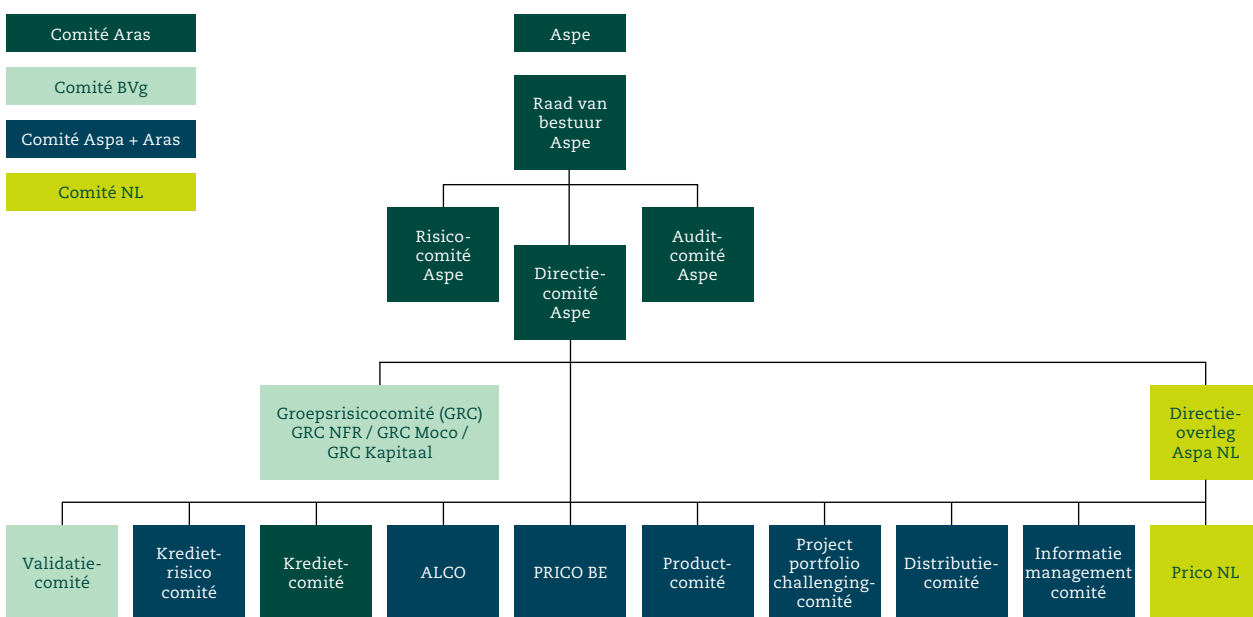 Comité Aras
Comité BVg
Comité Aspa + Aras
Comité NL
Aspe
Raad van
bestuur
Aspe
Risico-
comité
Aspe
Directie-
comité
Aspe
Audit-
comité
Aspe
Groepsrisicocomité (GRC)
GRC NFR / GRC Moco /
GRC Kapitaal
Directie-
overleg
Aspa NL
Validatie-
comité
Krediet-
risico
comité
Krediet-
comité
ALCO
PRICO BE
Product-
comité
Project
portfolio
challenging-
comité
Distributie-
comité
Informatie
management
comité
Prico NL